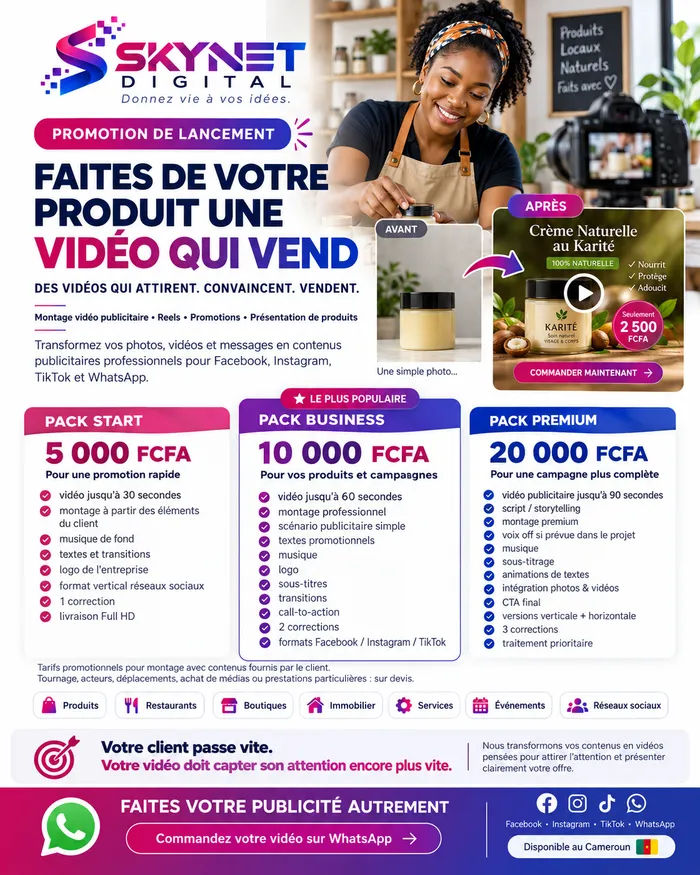 SKYNET
DIGITAL
Donnez vie à vos idées.
Produits
Locaux
Naturels
Faits avec
PROMOTION DE LANCEMENT
FAITES DE VOTRE
PRODUIT UNE
VIDÉO QUI VEND
DES VIDÉOS QUI ATTIRENT. CONVAINCENT. VENDENT.
Montage vidéo publicitaire • Reels • Promotions • Présentation de produits
Transformez vos photos, vidéos et messages en contenu
publicitaires professionnels pour Facebook, Instagram,
TikTok et WhatsApp.
AVANT
Une simple photo...
APRÈS
Crème Naturelle
au Karité
100% NATURELLE
✓ Nourrit
✓ Protège
✓ Adoucit
KARITÉ
Soin naturel
VISAGE & CORPS
Seulement
2 500
FCFA
COMMANDER MAINTENANT →
PACK START
5 000 FCFA
Pour une promotion rapide
vidéo jusqu'à 30 secondes
montage à partir des éléments
du client
musique de fond
textes et transitions
logo de l'entreprise
format vertical réseaux sociaux
1 correction
livraison Full HD
★ LE PLUS POPULAIRE
PACK BUSINESS
10 000 FCFA
Pour vos produits et campagnes
vidéo jusqu'à 60 secondes
montage professionnel
scénario publicitaire simple
textes promotionnels
musique
logo
sous-titres
transitions
call-to-action
2 corrections
formats Facebook / Instagram / TikTok
PACK PREMIUM
20 000 FCFA
Pour une campagne plus complète
vidéo publicitaire jusqu'à 90 secondes
script / storytelling
montage premium
voix off si prévue dans le projet
musique
sous-titrage
animations de textes
intégration photos & vidéos
CTA final
versions verticale + horizontale
3 corrections
traitement prioritaire
Tarifs promotionnels pour montage avec contenus fournis par le client.
Tournage, acteurs, déplacements, achat de médias ou prestations particulières : sur devis.
Produits
Restaurants
Boutiques
Immobilier
Services
Événements
Réseaux sociaux
Votre client passe vite.
Votre vidéo doit capter son attention encore plus vite.
Nous transformons vos contenus en vidéos
pensées pour attirer l'attention et présenter
clairement votre offre.
FAITES VOTRE PUBLICITÉ AUTREMENT
Commandez votre vidéo sur WhatsApp →
Facebook • Instagram • TikTok • WhatsApp
Disponible au Cameroun